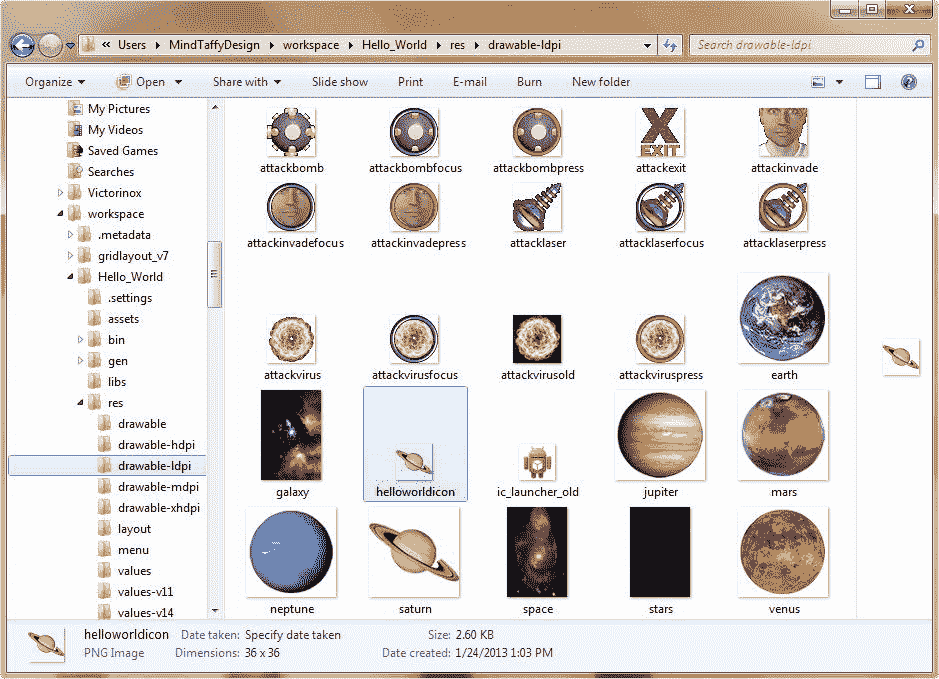 « Users MindTaffyDesign workspace Hello_World res drawable-ldpi Search drawable-ldpi
Organize Open Share with Slide show Print E-mail Burn New folder
My Pictures
My Videos
Saved Games
Searches
Victorinox
workspace
.metadata
gridlayout_v7
Hello_World
.settings
assets
bin
gen
libs
res
drawable
drawable-hdpi
drawable-ldpi
drawable-mdpi
drawable-xhdpi
layout
menu
values
values-v11
values-v14
EXIT
attackbomb attackbombfocus attackbombpress attackexit attackinvade
attackinvadefocus attackinvadepress attacklaser attacklaserfocus attacklaserpress
attackvirus attackvirusfocus attackvirusold attackviruspress earth
galaxy helloworldicon ic_launcher_old jupiter mars
neptune saturn space stars venus
helloworldicon Date taken: Specify date taken Size: 2.60 KB
PNG Image Dimensions: 36 x 36 Date created: 1/24/2013 1:03 PM